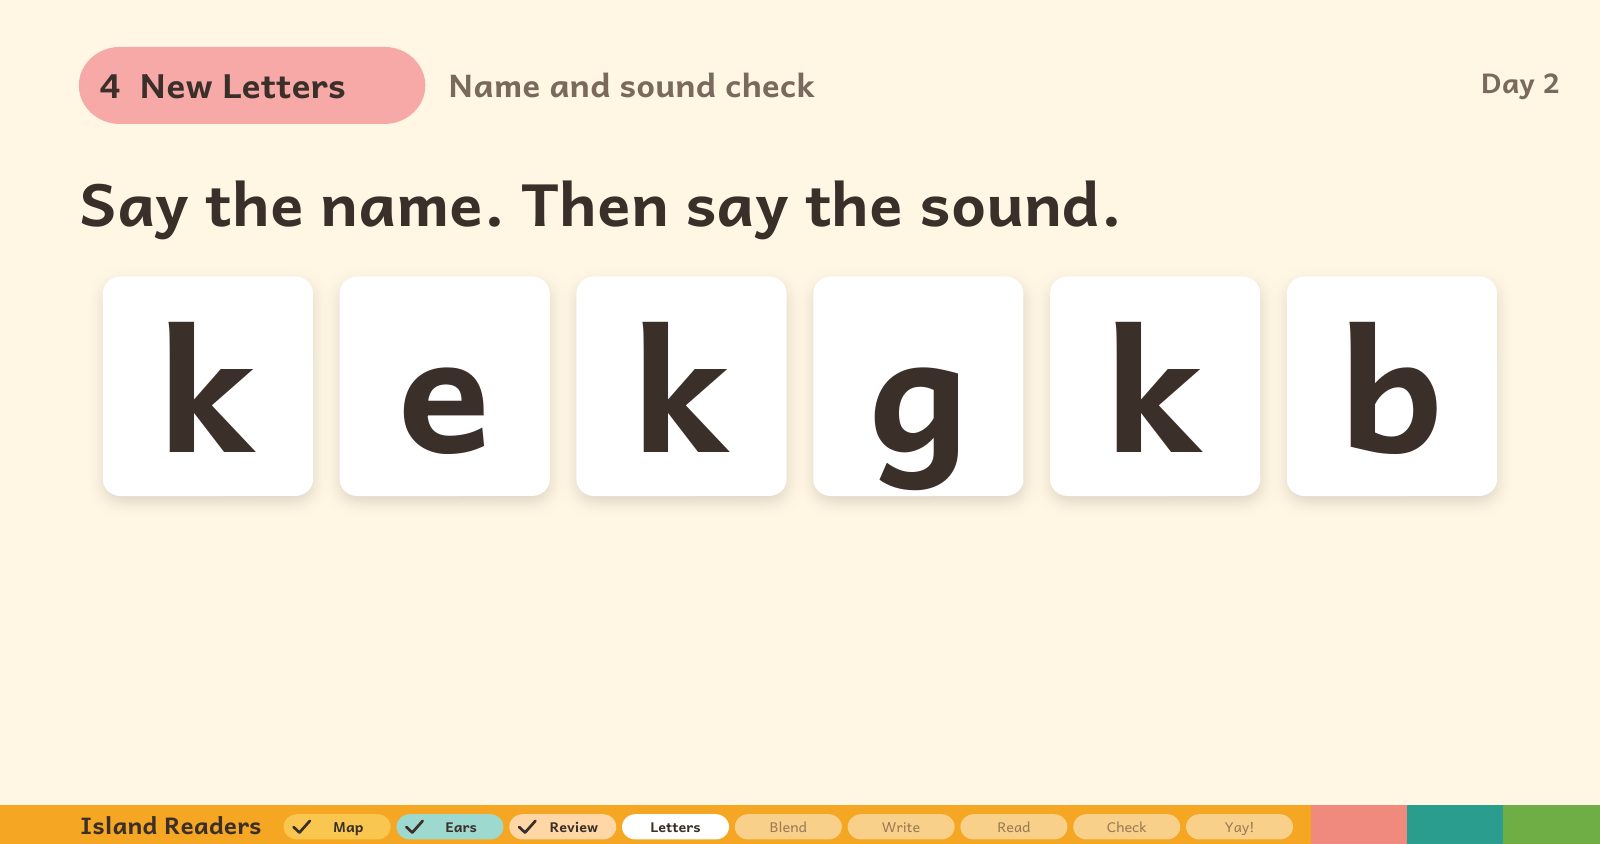 4 New Letters
Name and sound check
Day 2
Say the name. Then say the sound.
k e k g k b
Island Readers
Map
Ears
Review
Letters
Blend
Write
Read
Check
Yay!